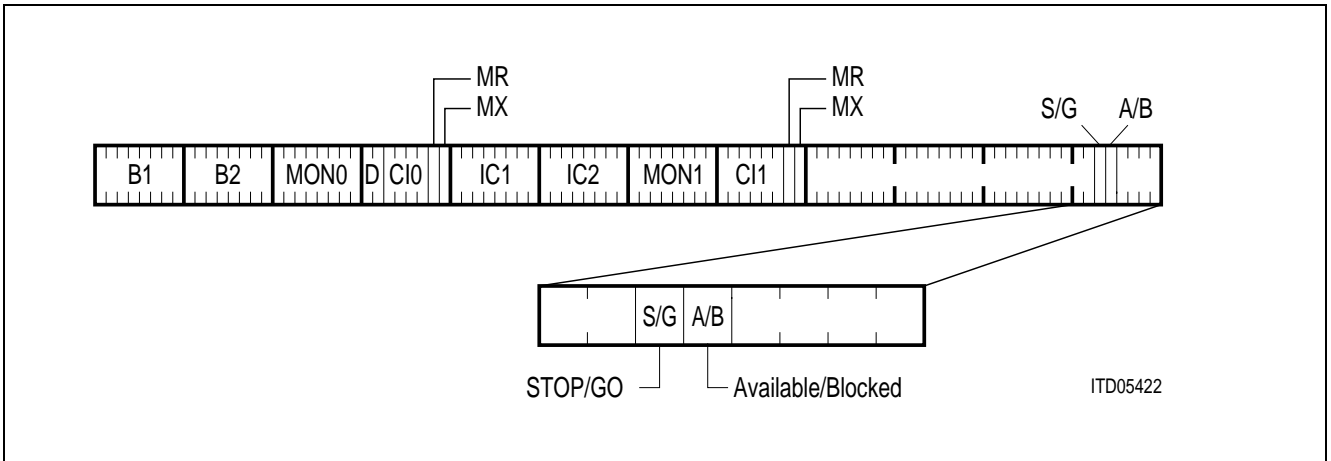 MR
MX
MR
MX
S/G A/B
B1 B2 MON0 D CI0 IC1 IC2 MON1 CI1
S/G A/B
STOP/GO Available/Blocked
ITD05422